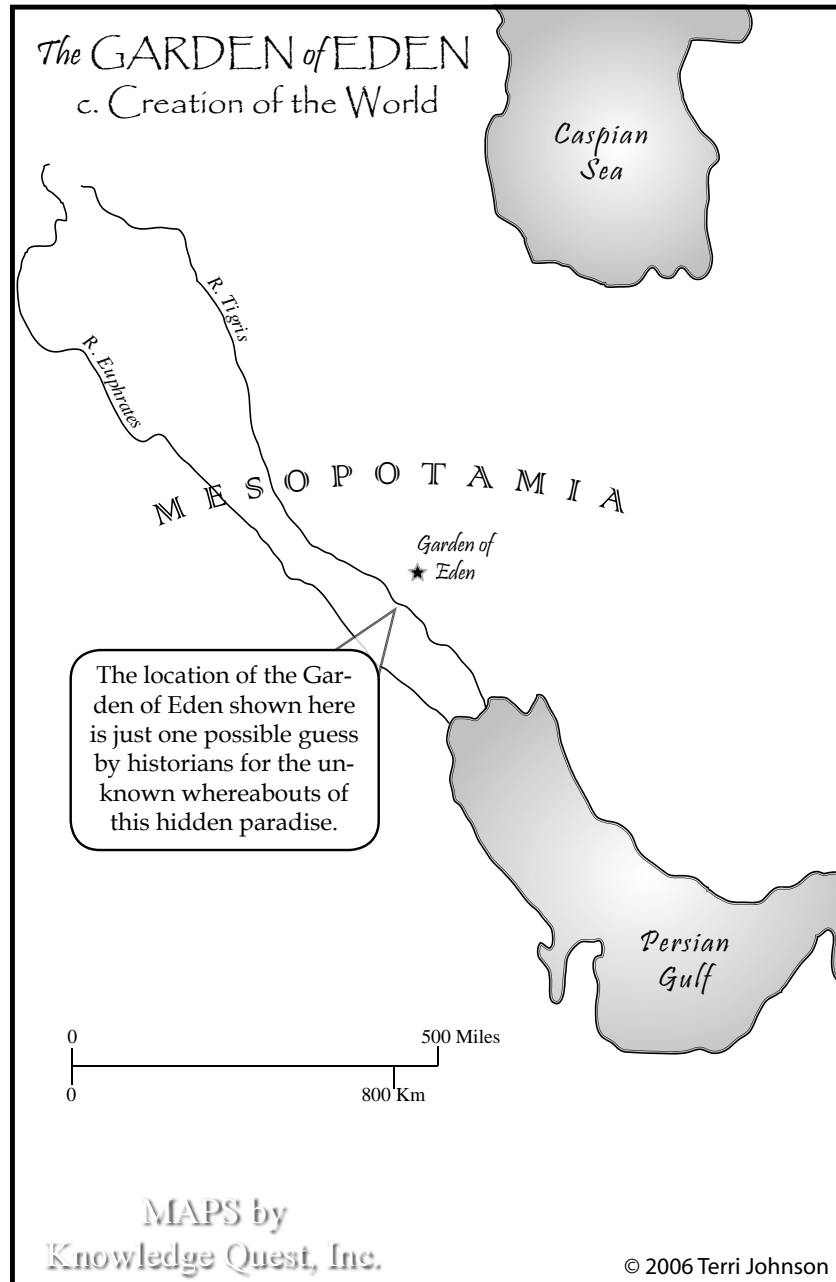 The GARDEN of EDEN
c. Creation of the World
Caspian
Sea
R. Tigris
R. Euphrates
MESOPOTAMIA
Garden of
Eden
The location of the Gar-
den of Eden shown here
is just one possible guess
by historians for the un-
known whereabouts of
this hidden paradise.
Persian
Gulf
0 500 Miles
0 800 Km
MAPS by
Knowledge Quest, Inc.
© 2006 Terri Johnson